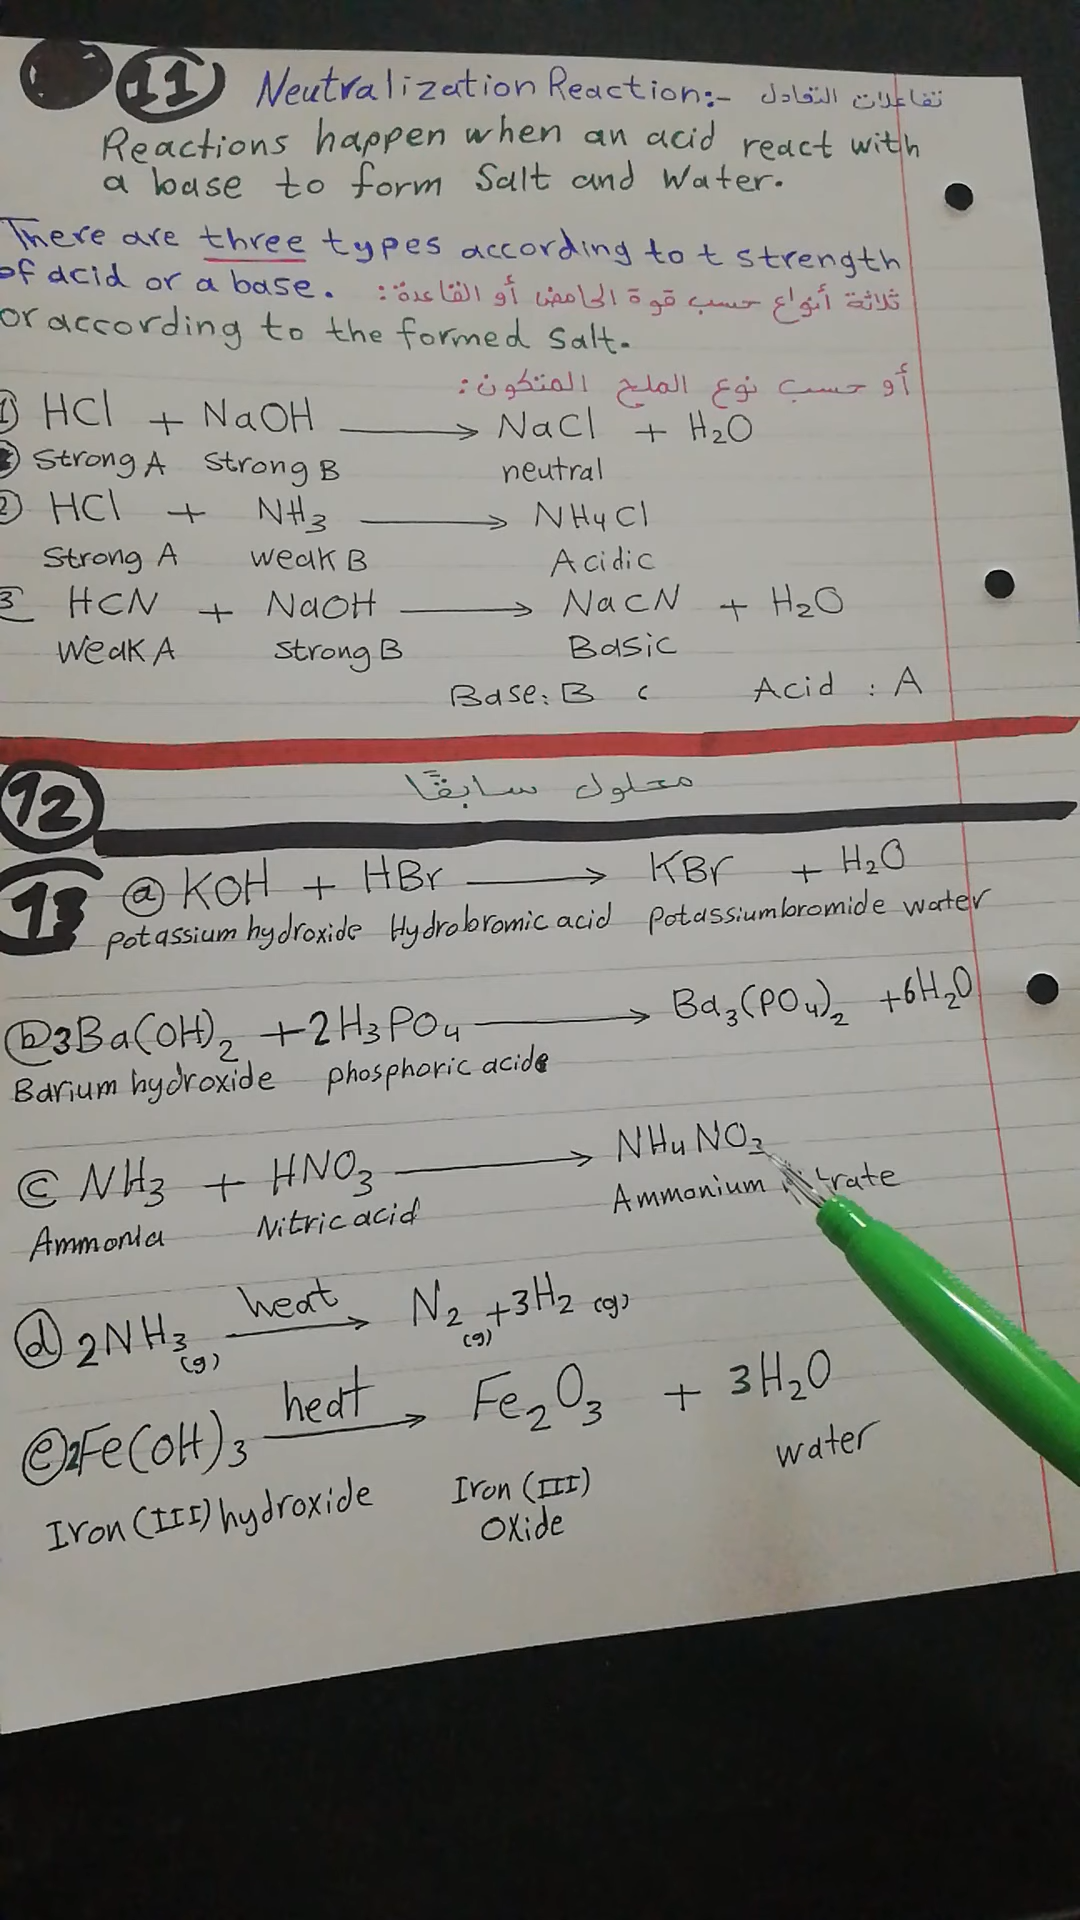 11 Neutralization Reaction:- تفاعلات التعادل
Reactions happen when an acid react with
a base to form Salt and Water.
There are three types according to t strength
of acid or a base. ثلاثة أنواع حسب قوة الحامض أو القاعدة:
or according to the formed Salt.
أو حسب نوع الملح المتكون:
1) HCl + NaOH ⟶ NaCl + H₂O
Strong A Strong B neutral
2) HCl + NH₃ ⟶ NH₄Cl
Strong A weak B Acidic
3 HCN + NaOH ⟶ NaCN + H₂O
Weak A Strong B Basic
Base: B ، Acid : A
12 محلول سابقًا
13 a KOH + HBr ⟶ KBr + H₂O
potassium hydroxide Hydrobromic acid potassium bromide water
b 3Ba(OH)₂ + 2H₃PO₄ ⟶ Ba₃(PO₄)₂ + 6H₂O
Barium hydroxide phosphoric acide
c NH₃ + HNO₃ ⟶ NH₄NO₃
Ammonia Nitric acid Ammonium trate
d 2NH₃(g) heat ⟶ N₂(g) + 3H₂(g)
e 2Fe(OH)₃ heat ⟶ Fe₂O₃ + 3H₂O
Iron (III) hydroxide Iron (III) Oxide water